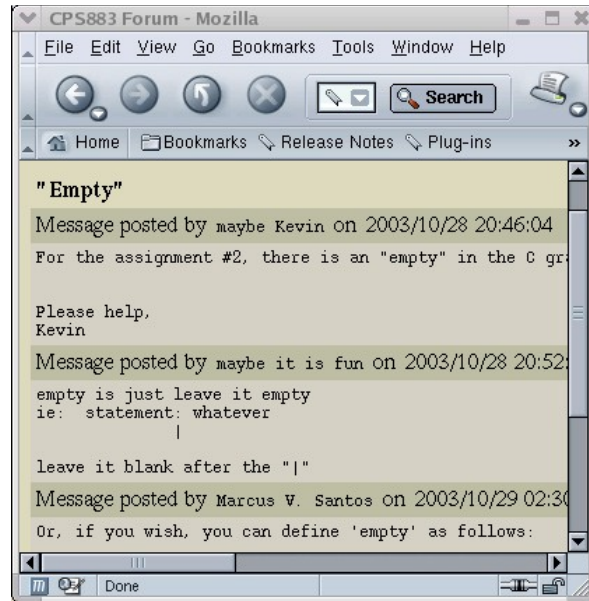 CPS883 Forum - Mozilla
File Edit View Go Bookmarks Tools Window Help
Search
Home Bookmarks Release Notes Plug-ins »
"Empty"
Message posted by maybe Kevin on 2003/10/28 20:46:04
For the assignment #2, there is an "empty" in the C gr
Please help,
Kevin
Message posted by maybe it is fun on 2003/10/28 20:52:
empty is just leave it empty
ie: statement: whatever
|
leave it blank after the "|"
Message posted by Marcus V. Santos on 2003/10/29 02:30
Or, if you wish, you can define 'empty' as follows:
Done